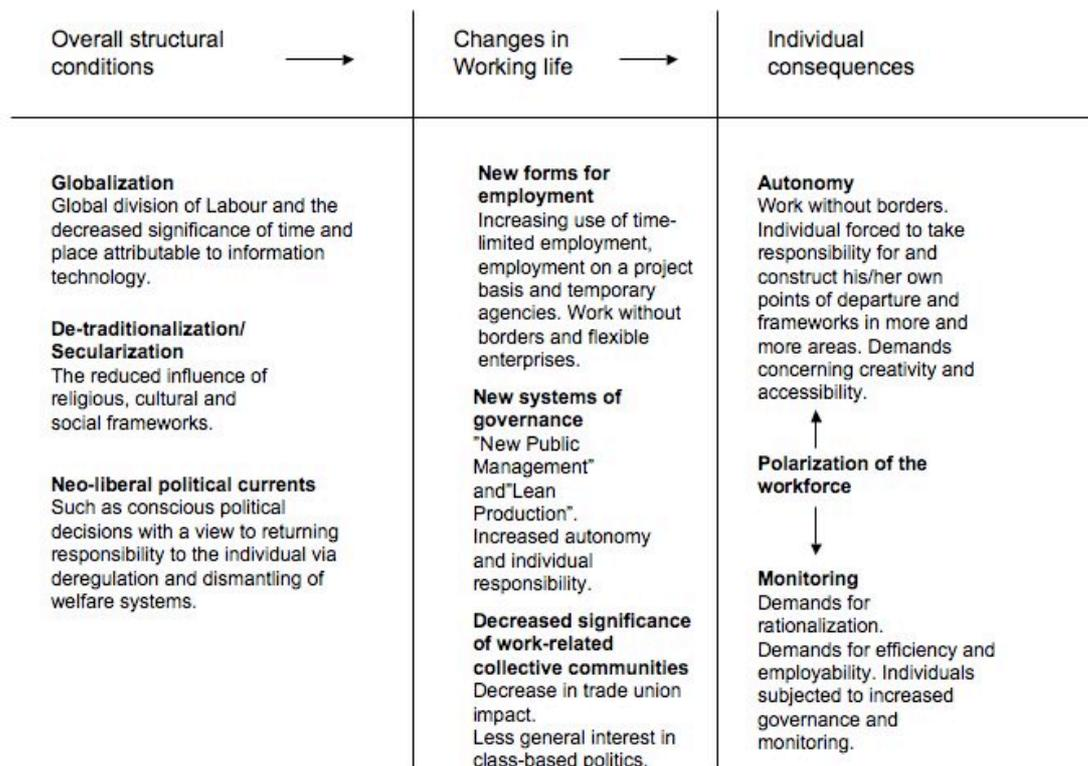 Overall structural
conditions
Changes in
Working life
Individual
consequences
Globalization
Global division of Labour and the
decreased significance of time and
place attributable to information
technology.
De-traditionalization/
Secularization
The reduced influence of
religious, cultural and
social frameworks.
Neo-liberal political currents
Such as conscious political
decisions with a view to returning
responsibility to the individual via
deregulation and dismantling of
welfare systems.
New forms for
employment
Increasing use of time-
limited employment,
employment on a project
basis and temporary
agencies. Work without
borders and flexible
enterprises.
New systems of
governance
"New Public
Management"
and"Lean
Production".
Increased autonomy
and individual
responsibility.
Decreased significance
of work-related
collective communities
Decrease in trade union
impact.
Less general interest in
class-based politics.
Autonomy
Work without borders.
Individual forced to take
responsibility for and
construct his/her own
points of departure and
frameworks in more and
more areas. Demands
concerning creativity and
accessibility.
Polarization of the
workforce
Monitoring
Demands for
rationalization.
Demands for efficiency and
employability. Individuals
subjected to increased
governance and
monitoring.